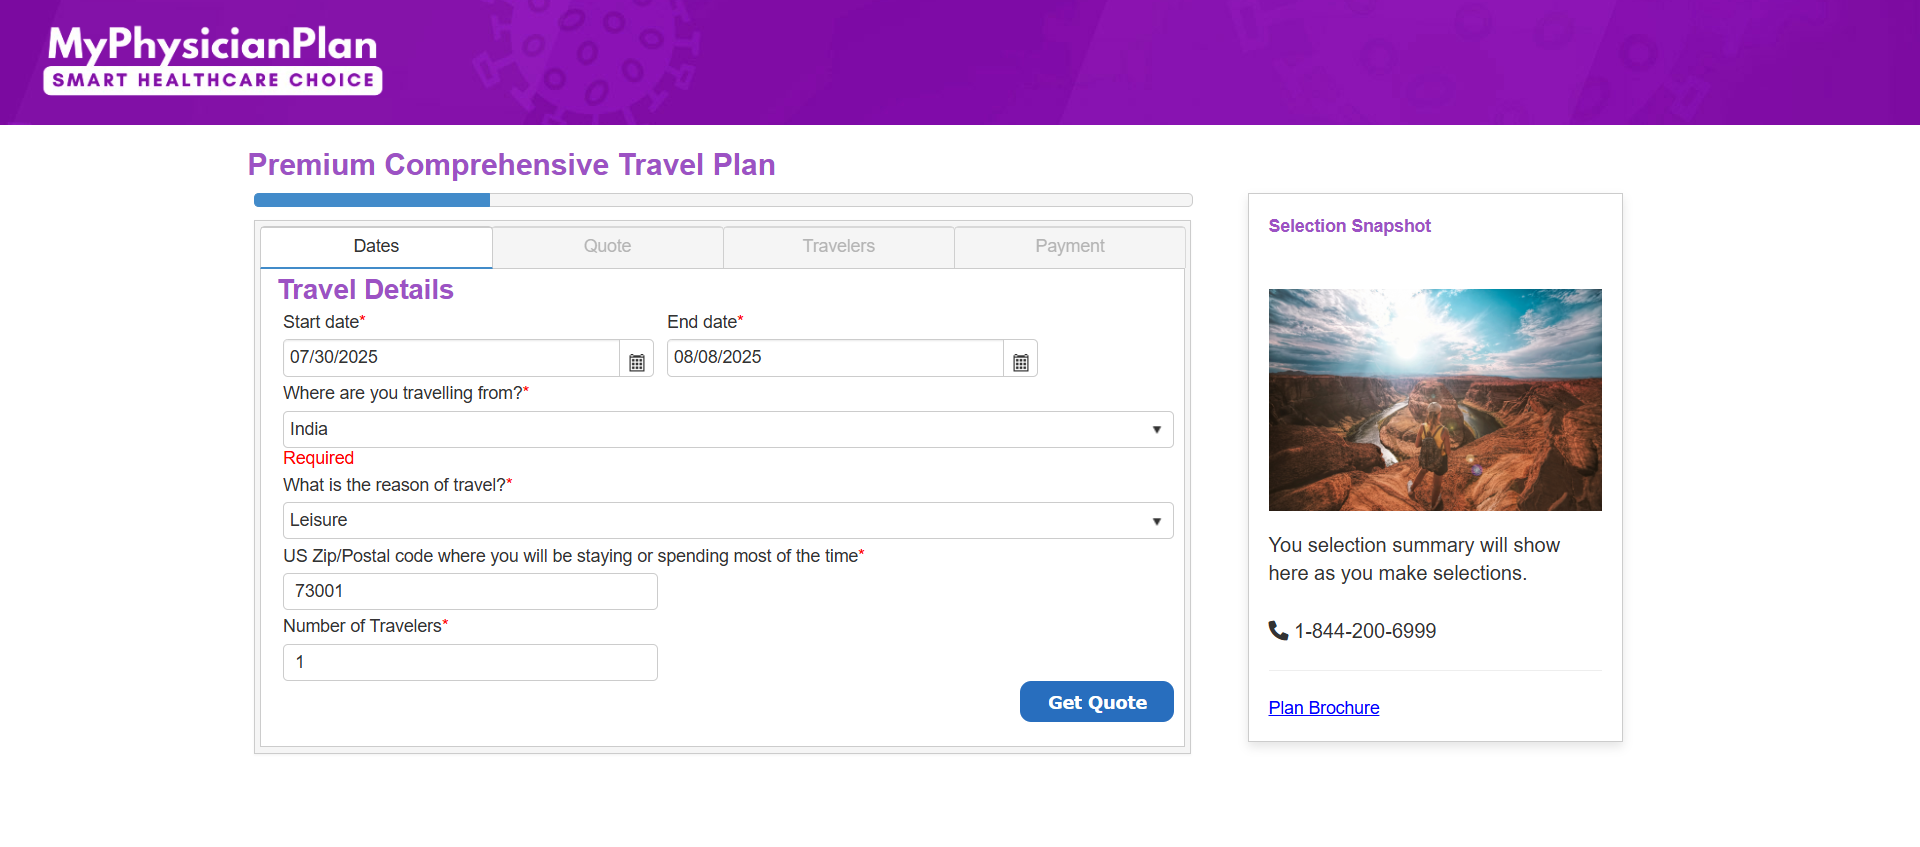 MyPhysicianPlan
SMART HEALTHCARE CHOICE
Premium Comprehensive Travel Plan
Dates
Quote
Travelers
Payment
Travel Details
Start date*
End date*
07/30/2025
08/08/2025
Where are you travelling from?*
India
Required
What is the reason of travel?*
Leisure
US Zip/Postal code where you will be staying or spending most of the time*
73001
Number of Travelers*
1
Get Quote
Selection Snapshot
You selection summary will show
here as you make selections.
1-844-200-6999
Plan Brochure